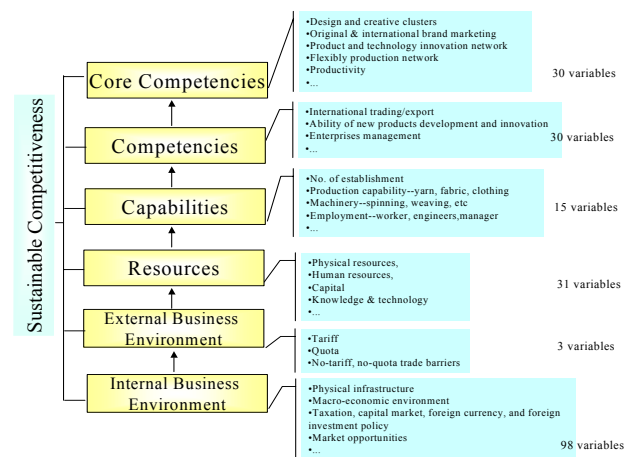 Sustainable Competitiveness
Core Competencies
•Design and creative clusters
•Original & international brand marketing
•Product and technology innovation network
•Flexibly production network
•Productivity
•...
30 variables
Competencies
•International trading/export
•Ability of new products development and innovation
•Enterprises management
•...
30 variables
Capabilities
•No. of establishment
•Production capability--yarn, fabric, clothing
•Machinery--spinning, weaving, etc
•Employment--worker, engineers,manager
•...
15 variables
Resources
•Physical resources,
•Human resources,
•Capital
•Knowledge & technology
•...
31 variables
External Business
Environment
•Tariff
•Quota
•No-tariff, no-quota trade barriers
3 variables
Internal Business
Environment
•Physical infrastructure
•Macro-economic environment
•Taxation, capital market, foreign currency, and foreign
investment policy
•Market opportunities
•...
98 variables